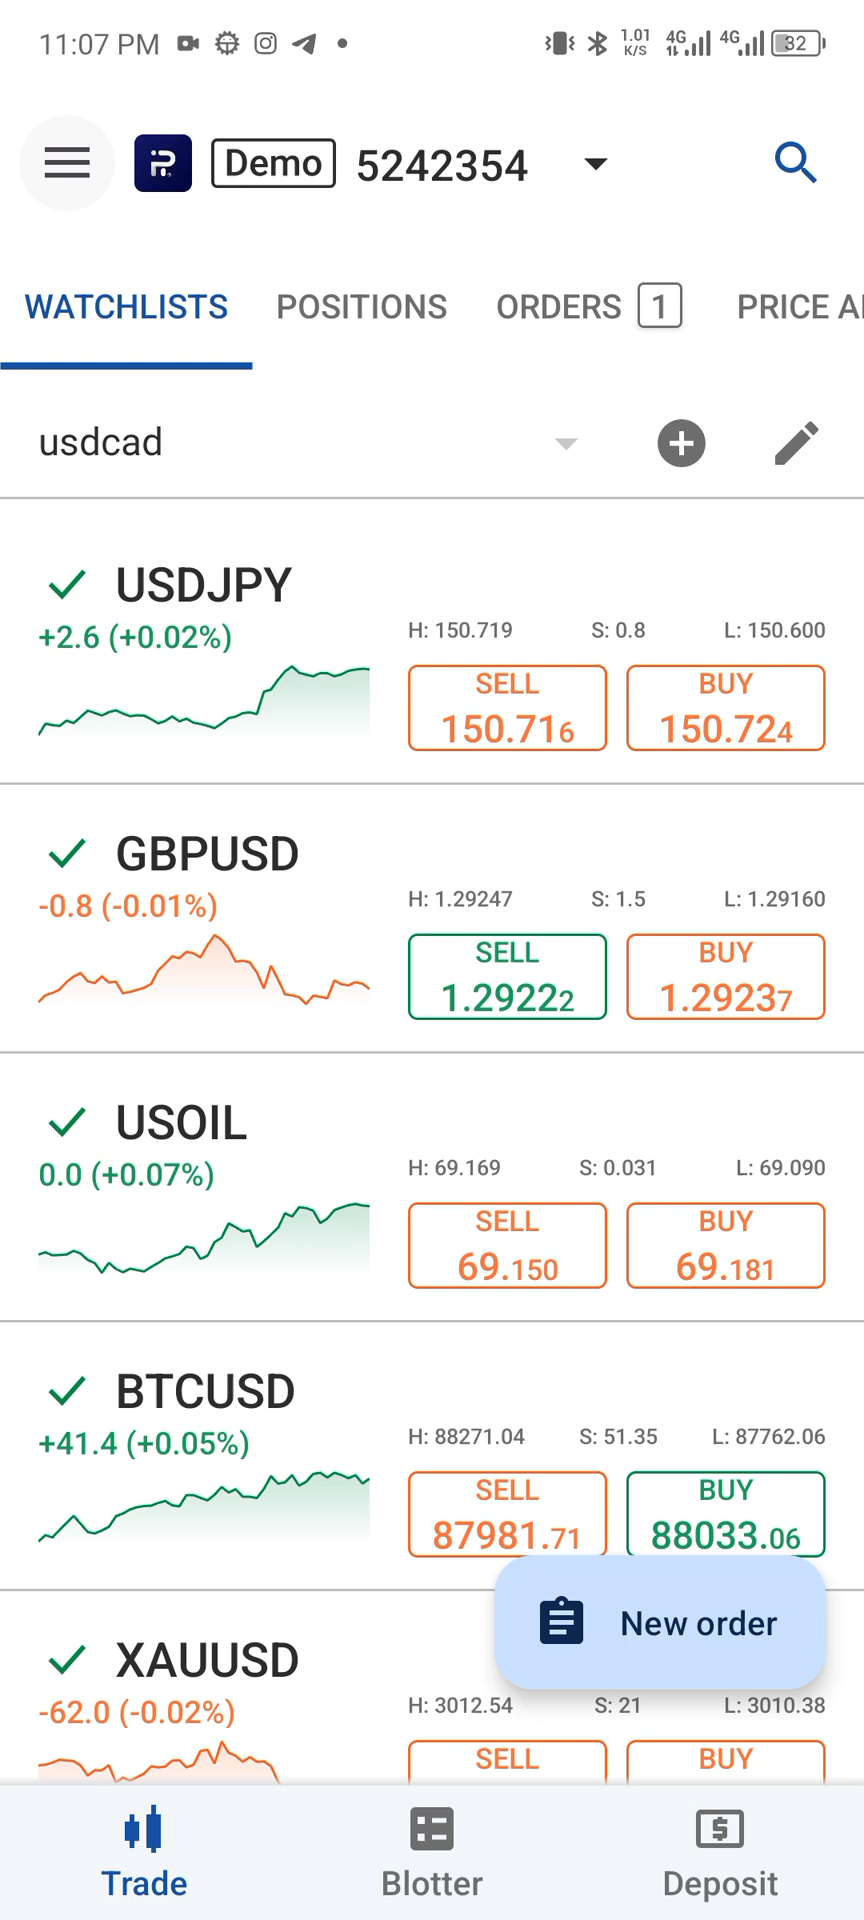 11:07 PM 1.01 K/S 4G 4G 32
Demo 5242354
WATCHLISTS POSITIONS ORDERS 1 PRICE A
usdcad
USDJPY
+2.6 (+0.02%) H: 150.719 S: 0.8 L: 150.600
SELL BUY
150.716 150.724
GBPUSD
-0.8 (-0.01%) H: 1.29247 S: 1.5 L: 1.29160
SELL BUY
1.29222 1.29237
USOIL
0.0 (+0.07%) H: 69.169 S: 0.031 L: 69.090
SELL BUY
69.150 69.181
BTCUSD
+41.4 (+0.05%) H: 88271.04 S: 51.35 L: 87762.06
SELL BUY
87981.71 88033.06
New order
XAUUSD
-62.0 (-0.02%) H: 3012.54 S: 21 L: 3010.38
SELL BUY
Trade Blotter Deposit